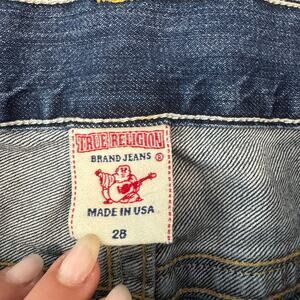 TRUE RELIGION
BRAND JEANS ®
MADE IN USA
28